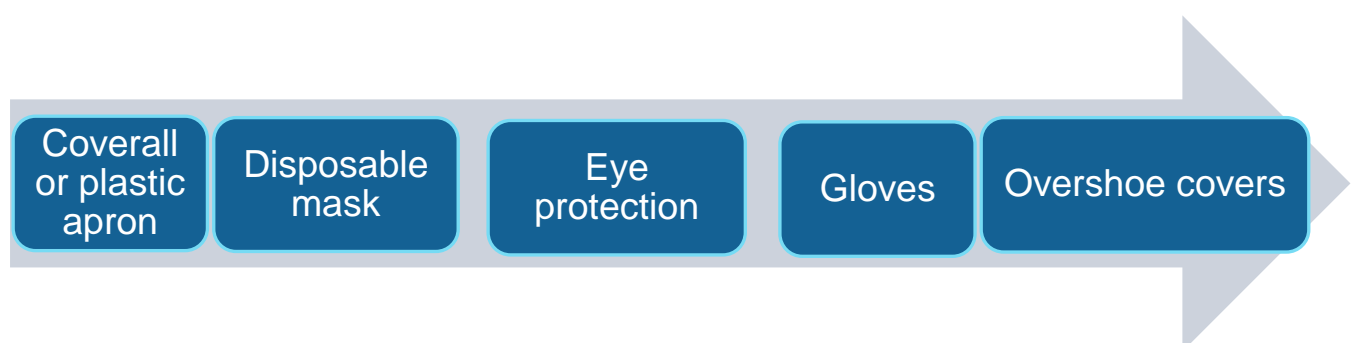 Coverall
or plastic
apron
Disposable
mask
Eye
protection
Gloves
Overshoe covers